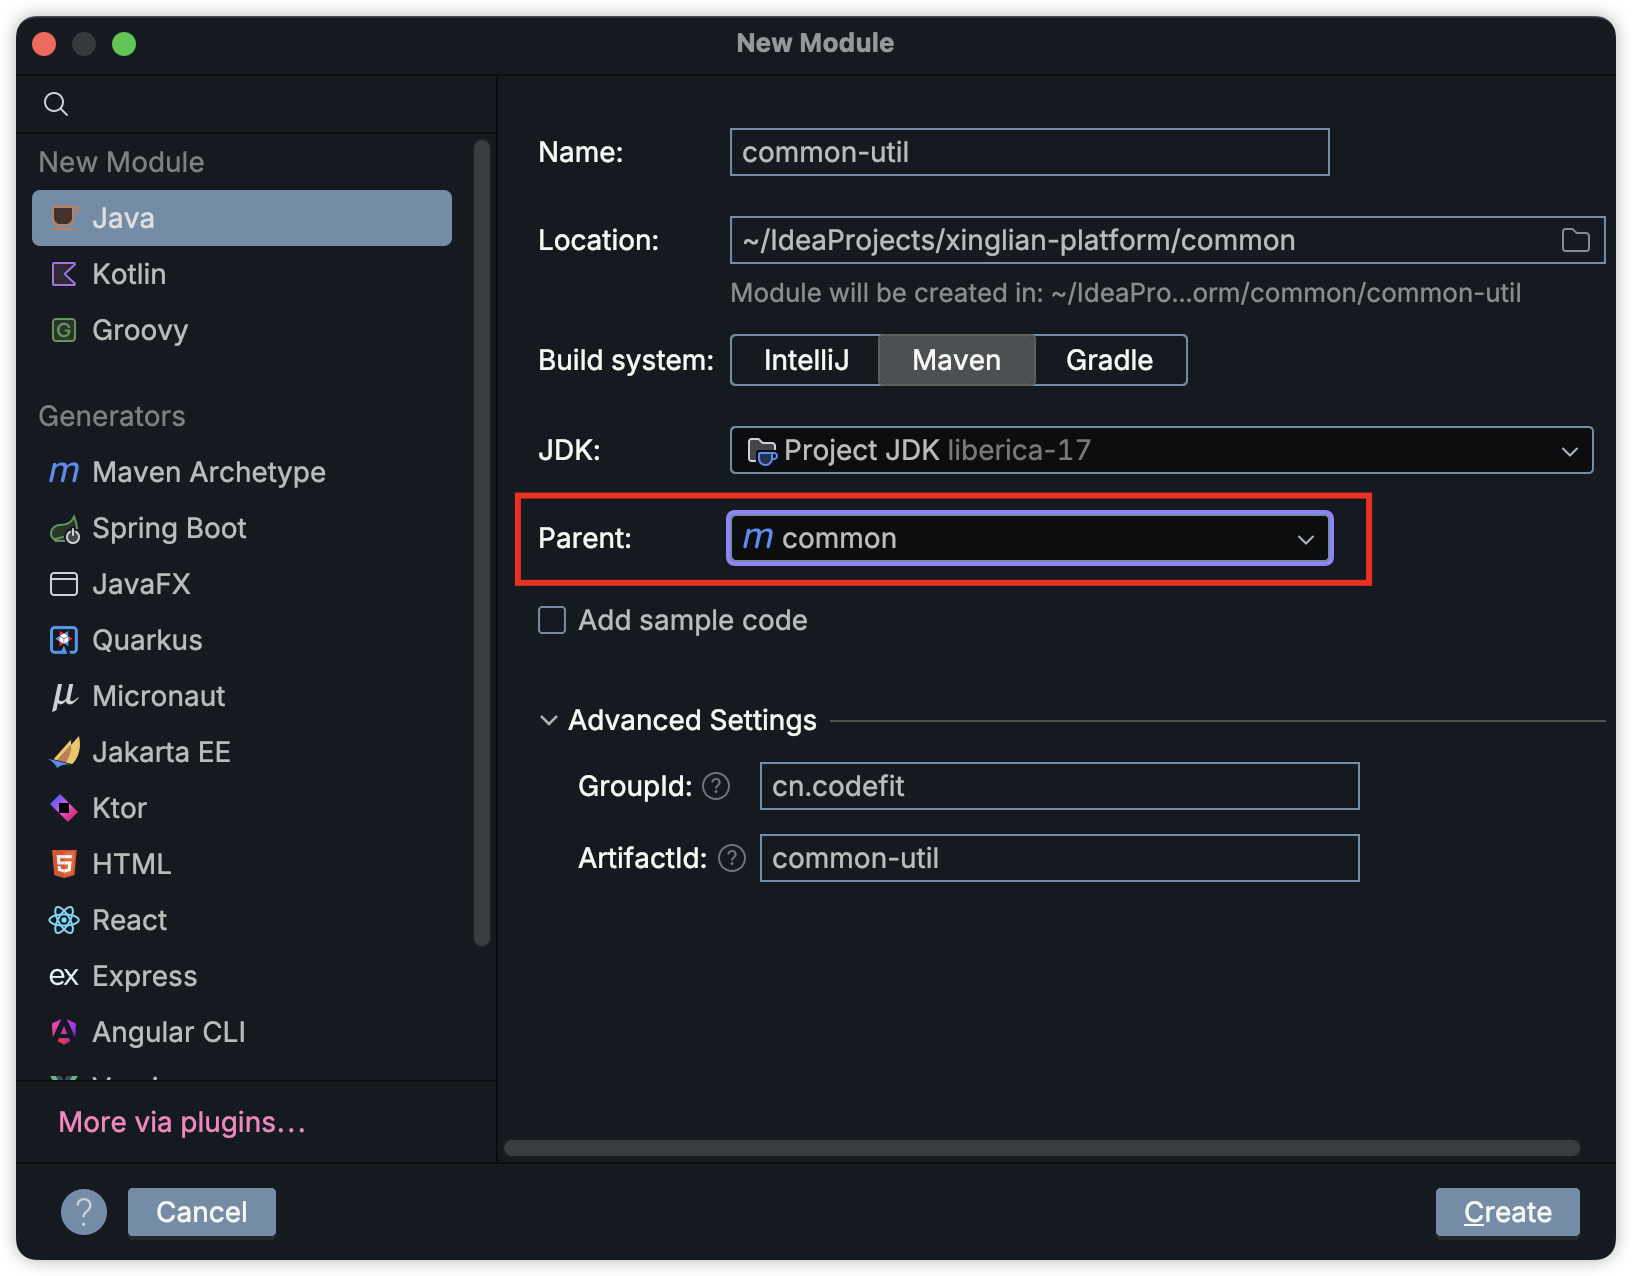 New Module
New Module
Java
Kotlin
Groovy
Generators
Maven Archetype
Spring Boot
JavaFX
Quarkus
Micronaut
Jakarta EE
Ktor
HTML
React
ex Express
Angular CLI
More via plugins...
Name: common-util
Location: ~/IdeaProjects/xinglian-platform/common
Module will be created in: ~/IdeaPro...orm/common/common-util
Build system: IntelliJ Maven Gradle
JDK: Project JDK liberica-17
Parent: m common
Add sample code
Advanced Settings
GroupId: ? cn.codefit
ArtifactId: ? common-util
? Cancel Create